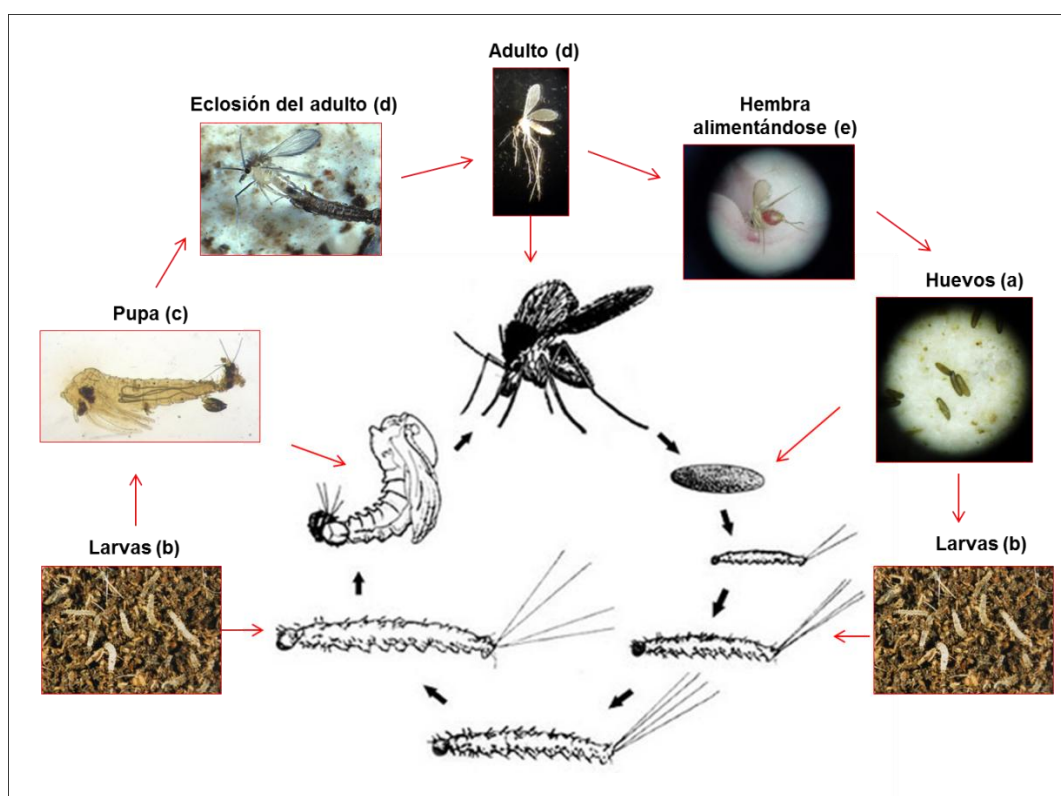 Adulto (d)
Eclosión del adulto (d)
Hembra
alimentándose (e)
Huevos (a)
Pupa (c)
Larvas (b)
Larvas (b)